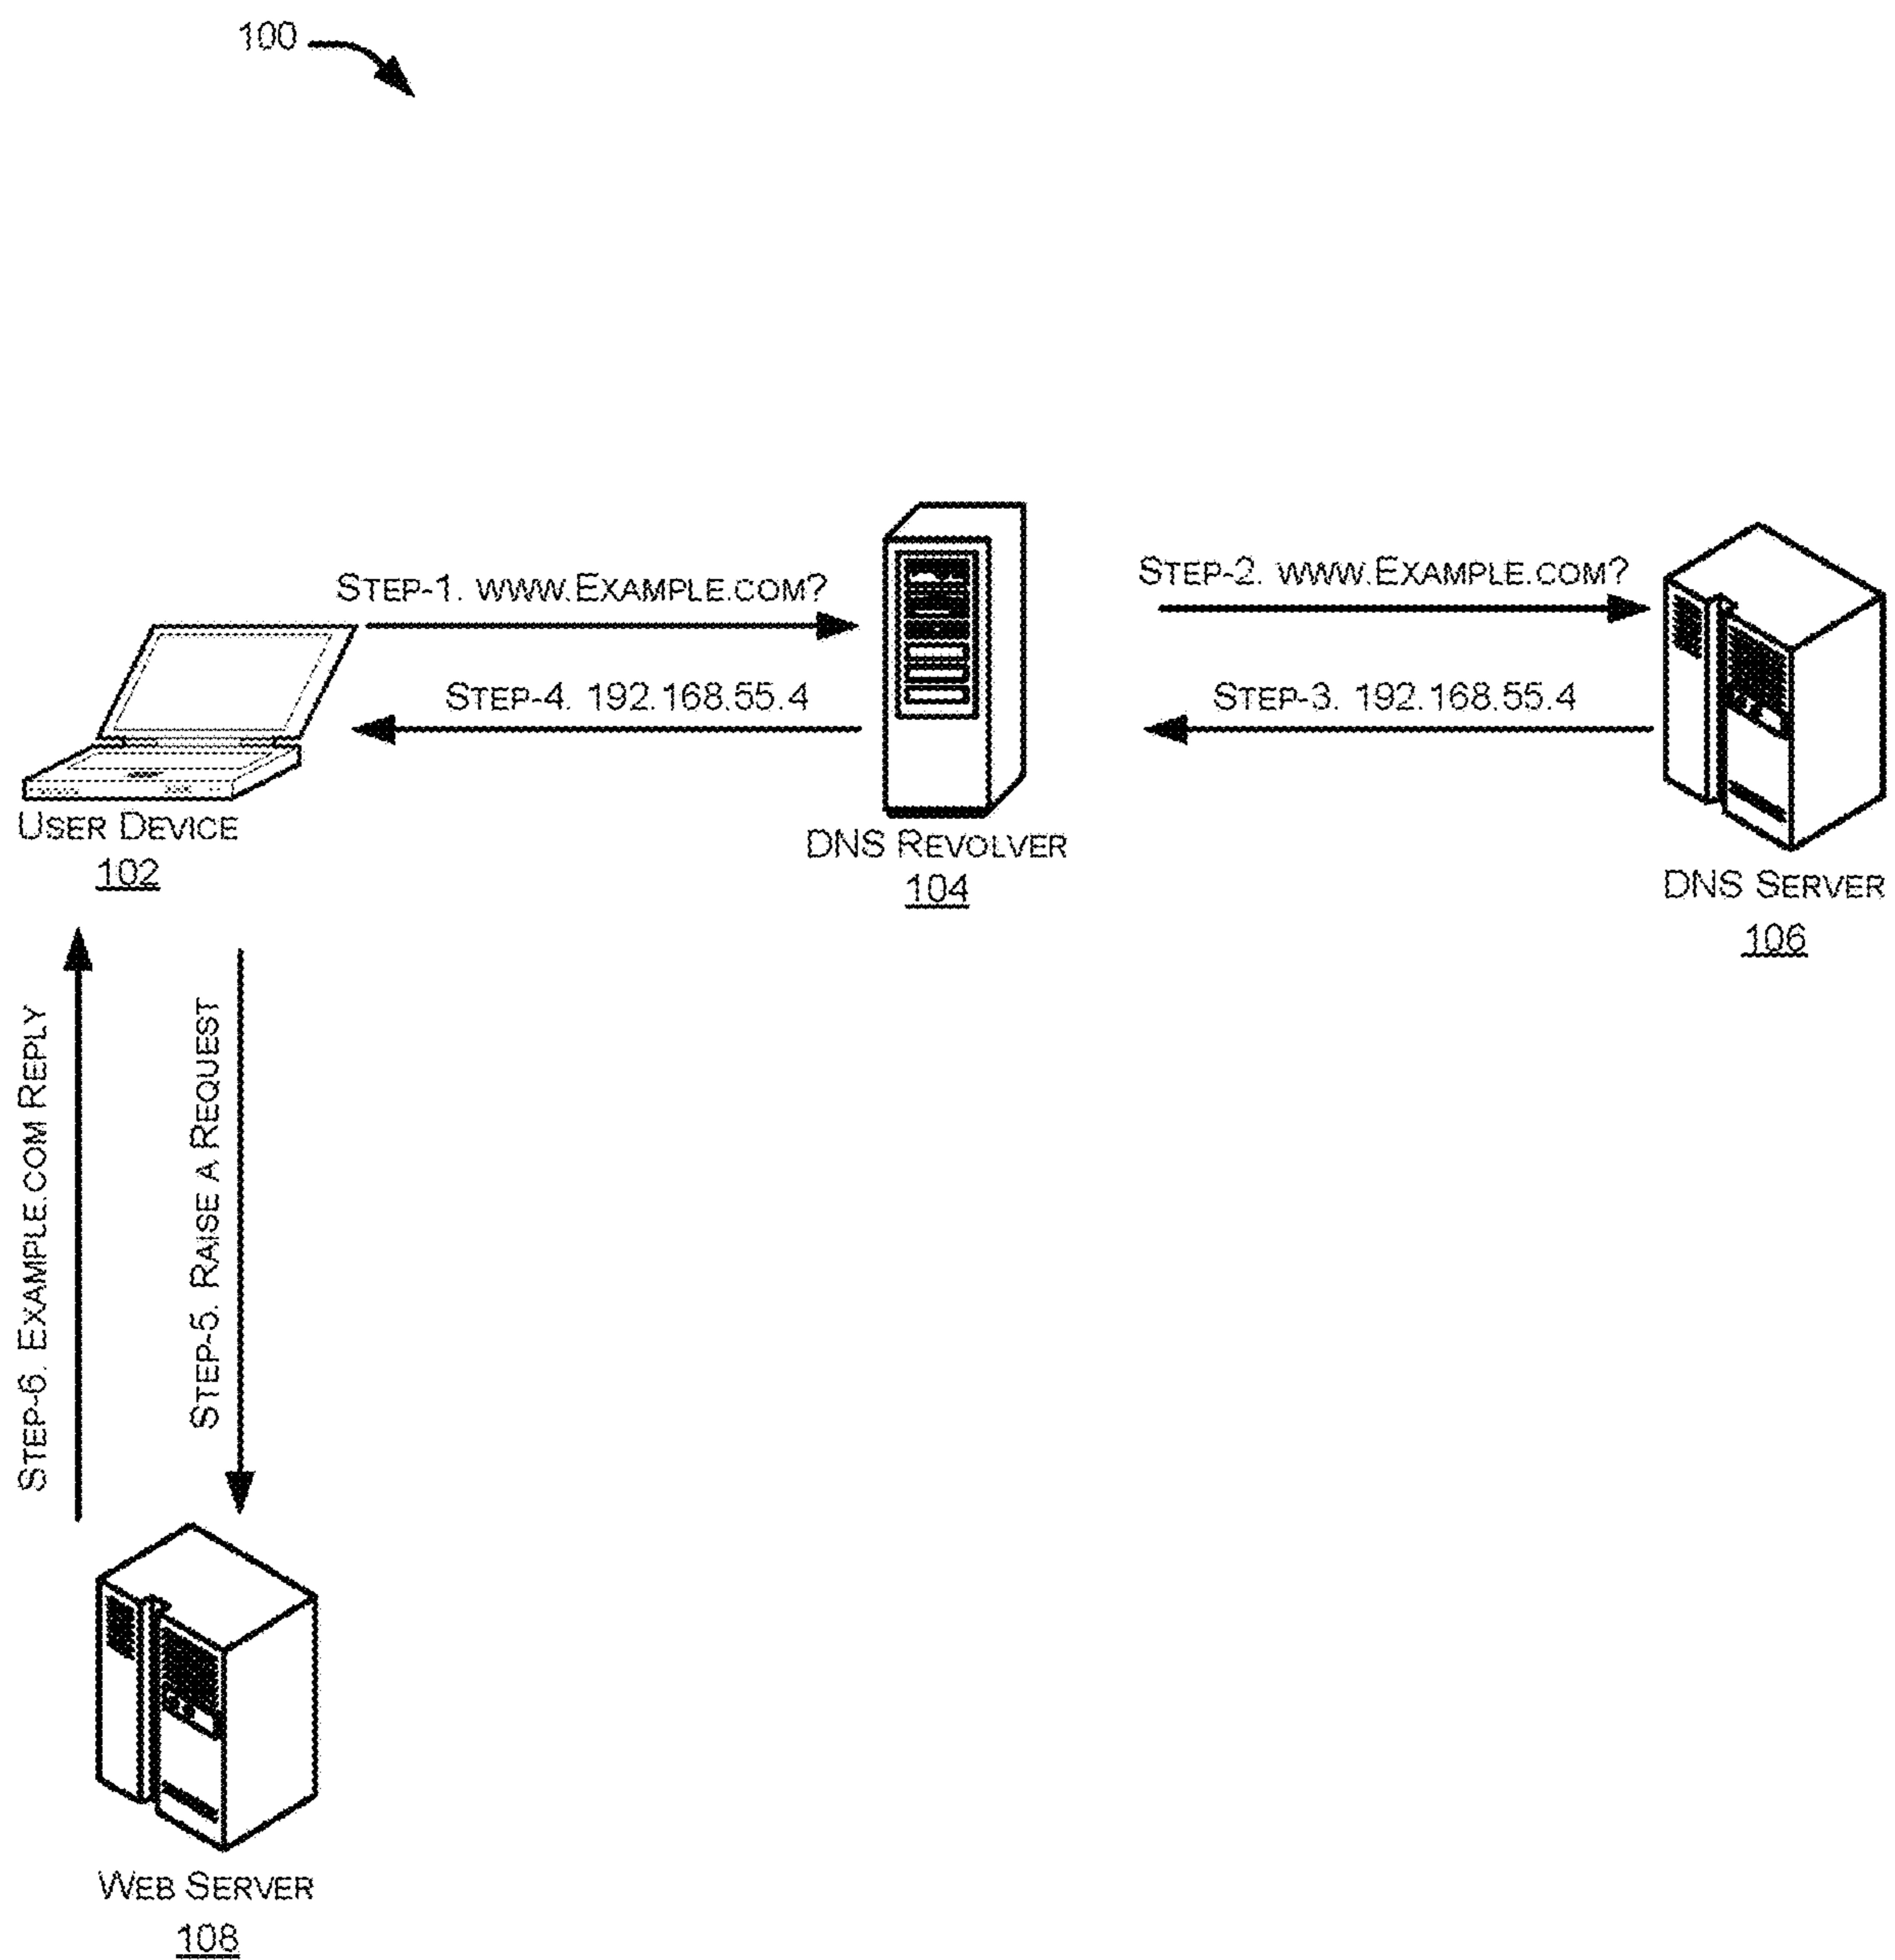 100
STEP-1. WWW.EXAMPLE.COM?
STEP-2. WWW.EXAMPLE.COM?
STEP-4. 192.168.55.4
STEP-3. 192.168.55.4
USER DEVICE
102
DNS REVOLVER
104
DNS SERVER
106
STEP-6. EXAMPLE.COM REPLY
STEP-5. RAISE A REQUEST
WEB SERVER
108